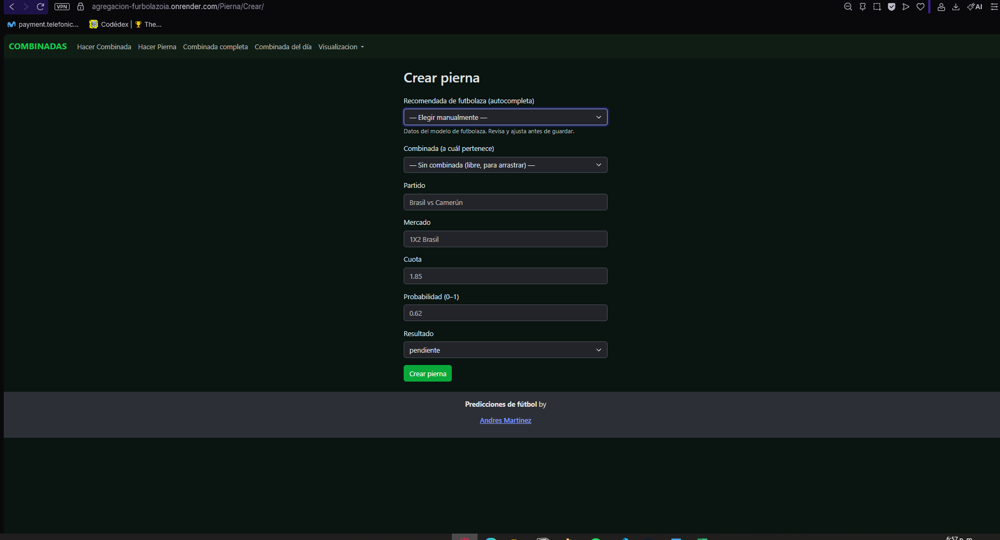 VPN
agregacion-furbolazoia.onrender.com/Pierna/Crear/
AI
payment.telefonic...
Codédex | 🏆 The...
COMBINADAS
Hacer Combinada
Hacer Pierna
Combinada completa
Combinada del día
Visualizacion
Crear pierna
Recomendada de futbolaza (autocompleta)
— Elegir manualmente —
Datos del modelo de futbolaza. Revisa y ajusta antes de guardar.
Combinada (a cuál pertenece)
— Sin combinada (libre, para arrastrar) —
Partido
Brasil vs Camerún
Mercado
1X2 Brasil
Cuota
1.85
Probabilidad (0–1)
0.62
Resultado
pendiente
Crear pierna
Predicciones de fútbol by
Andres Martinez
6:57 p. m.